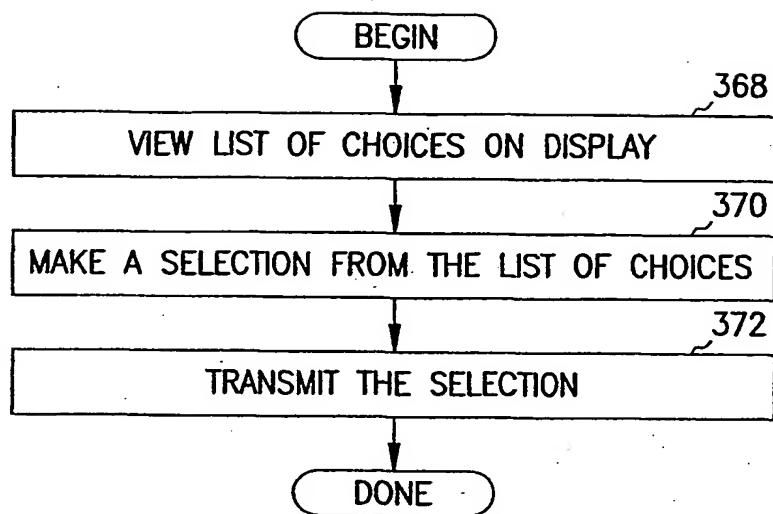 BEGIN
368
VIEW LIST OF CHOICES ON DISPLAY
370
MAKE A SELECTION FROM THE LIST OF CHOICES
372
TRANSMIT THE SELECTION
DONE